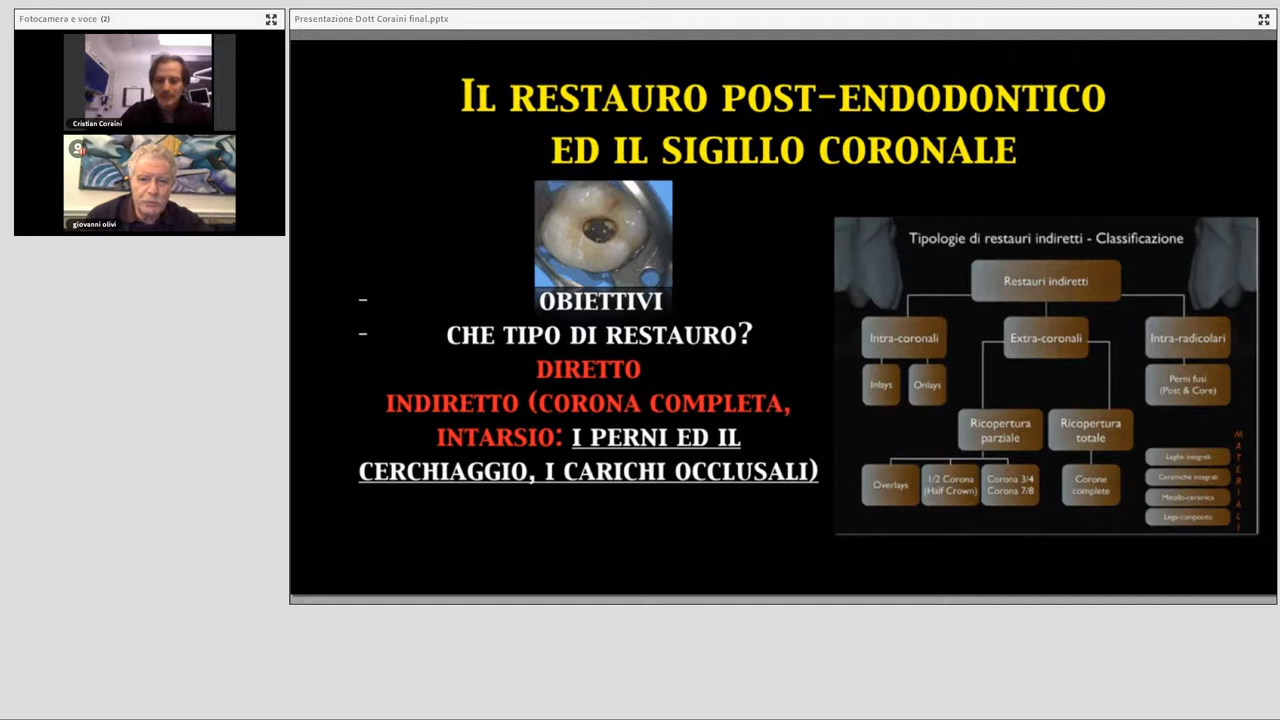 Fotocamera e voce (2)
Cristian Coraini
giovanni olivi
Presentazione Dott Coraini final.pptx
IL RESTAURO POST-ENDODONTICO
ED IL SIGILLO CORONALE
- OBIETTIVI
- CHE TIPO DI RESTAURO?
DIRETTO
INDIRETTO (CORONA COMPLETA,
INTARSIO: I PERNI ED IL
CERCHIAGGIO, I CARICHI OCCLUSALI)
Tipologie di restauri indiretti - Classificazione
Restauri indiretti
Intra-coronali
Extra-coronali
Intra-radicolari
Inlays
Onlays
Perni fusi
(Post & Core)
Ricopertura
parziale
Ricopertura
totale
Overlays
1/2 Corona
(Half Crown)
Corona 3/4
Corona 7/8
Corone
complete
Leghe integrali
Ceramiche integrali
Metallo-ceramica
Lega-composito
MATERIALI